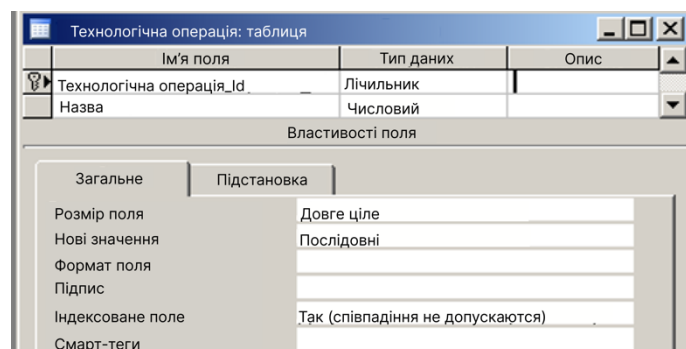 Технологічна операція: таблиця
Ім'я поля Тип даних Опис
Технологічна операція_Id Лічильник
Назва Числовий
Властивості поля
Загальне Підстановка
Розмір поля Довге ціле
Нові значення Послідовні
Формат поля
Підпис
Індексоване поле Так (співпадіння не допускаются)
Смарт-теги